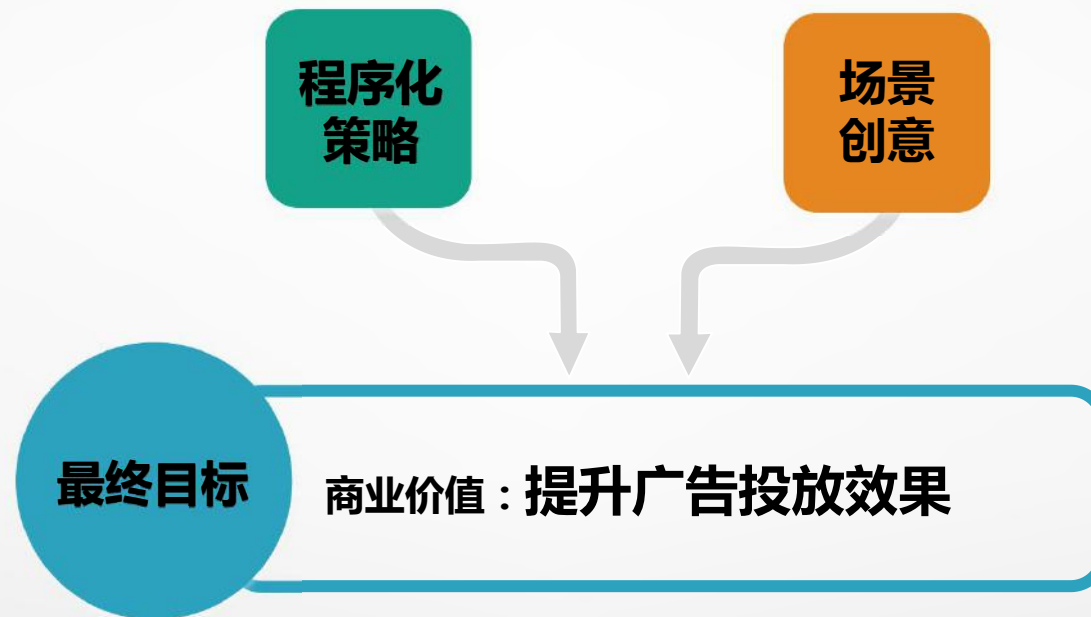 程序化
策略
场景
创意
最终目标
商业价值：提升广告投放效果